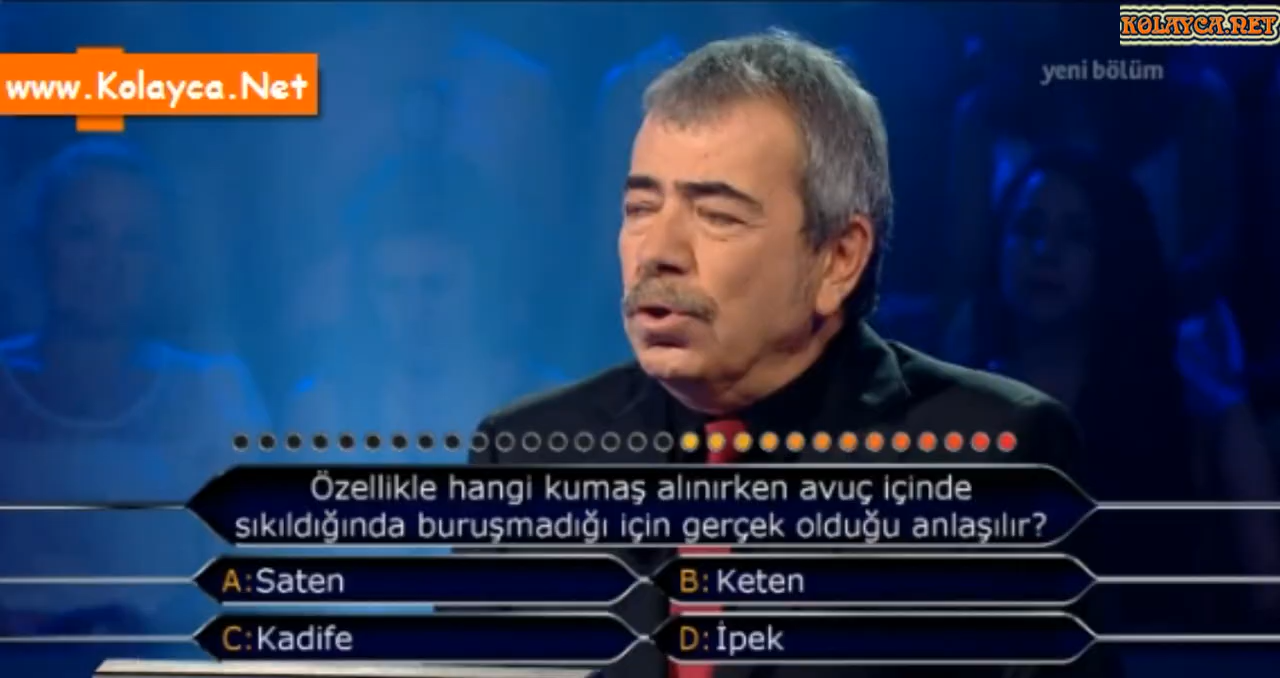 KOLAYCA.NET
www.Kolayca.Net
yeni bölüm
Özellikle hangi kumaş alınırken avuç içinde
sıkıldığında buruşmadığı için gerçek olduğu anlaşılır?
A: Saten
B: Keten
C: Kadife
D: İpek